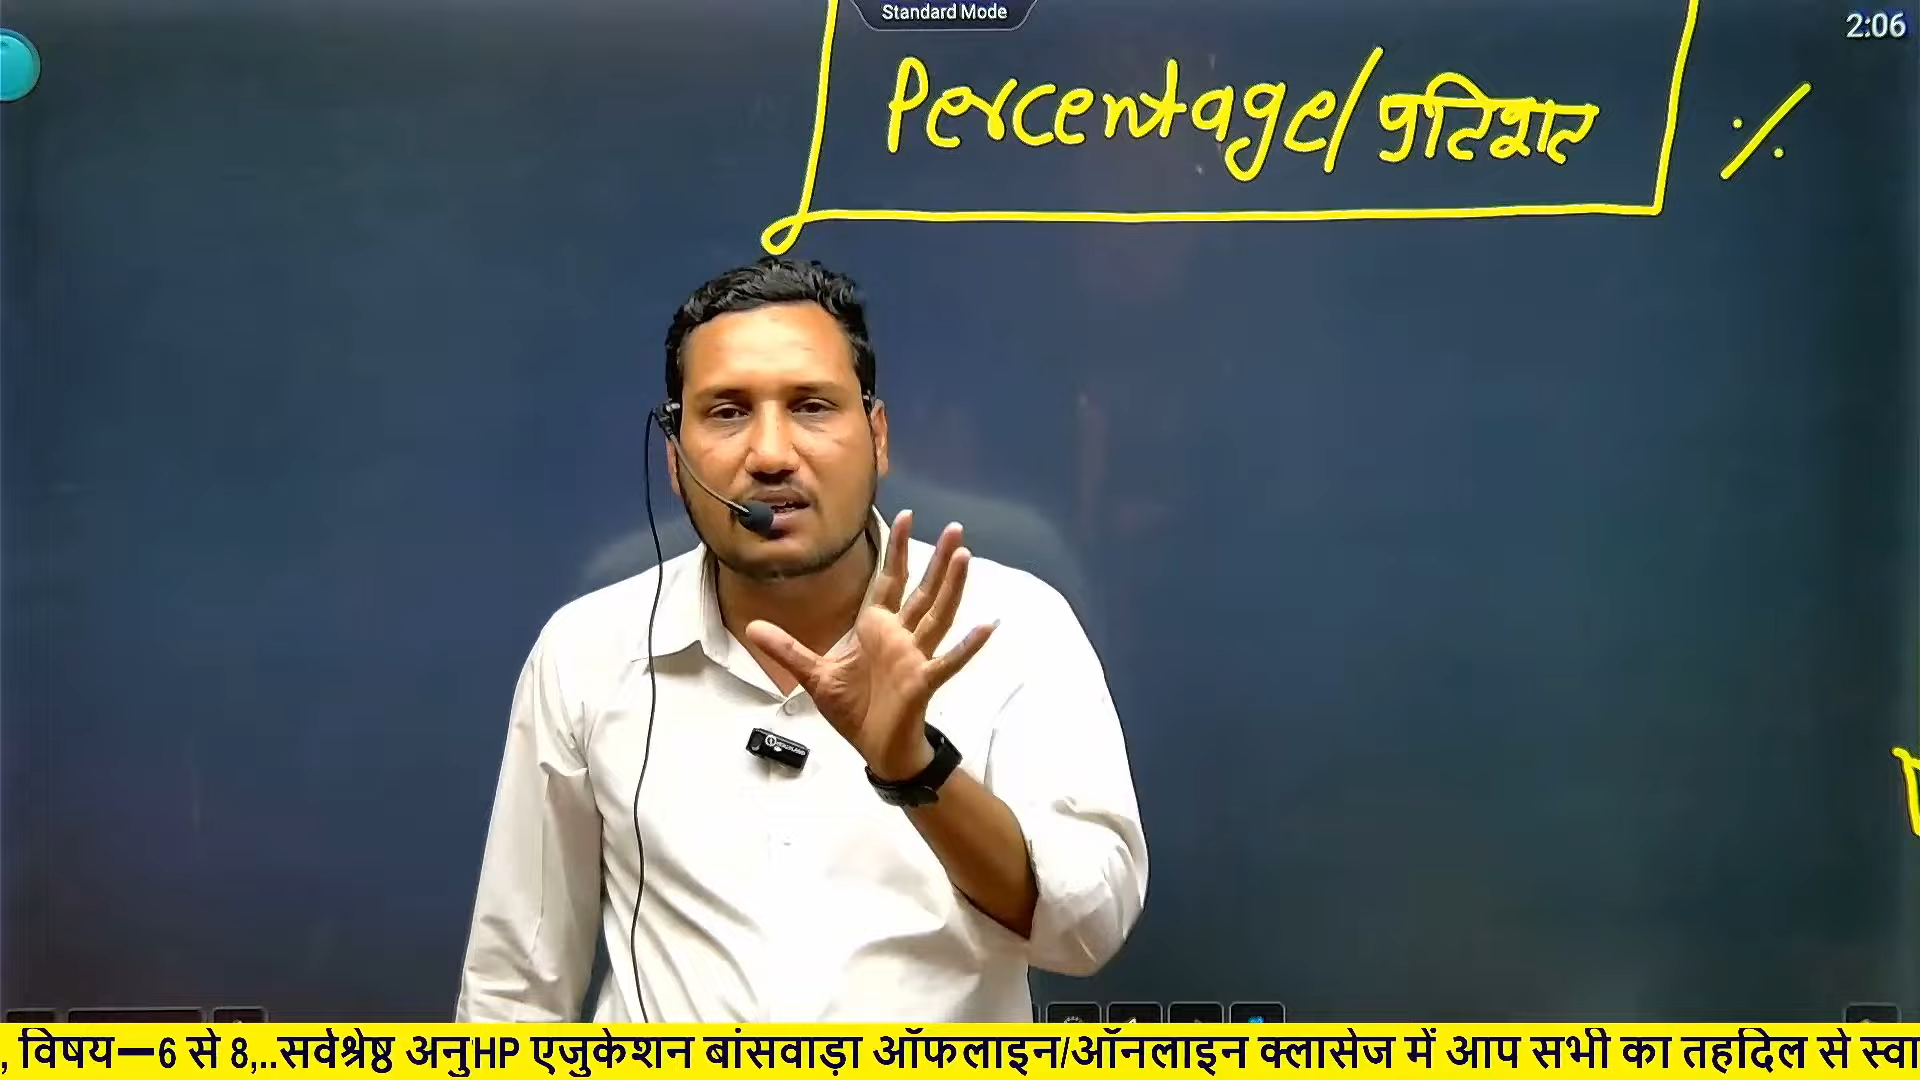 Standard Mode
2:06
Percentage/प्रतिशत %
, विषय—6 से 8,..सर्वश्रेष्ठ अनुHP एजुकेशन बांसवाड़ा ऑफलाइन/ऑनलाइन क्लासेज में आप सभी का तहदिल से स्वा